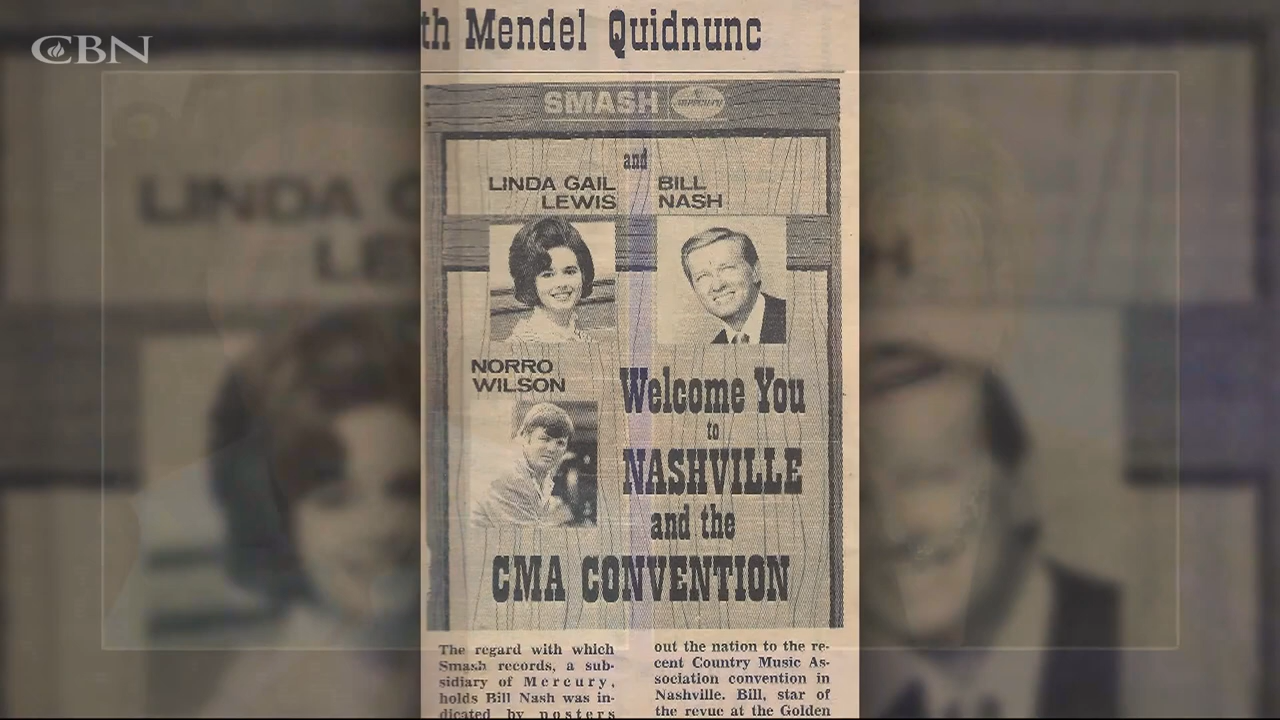 CBN
th Mendel Quidnunc
SMASH mercury
and
LINDA GAIL
LEWIS
BILL
NASH
NORRO
WILSON
Welcome You
to
NASHVILLE
and the
CMA CONVENTION
The regard with which
Smash records, a sub-
sidiary of Mercury,
holds Bill Nash was in-
dicated by posters
out the nation to the re-
cent Country Music As-
sociation convention in
Nashville. Bill, star of
the revue at the Golden